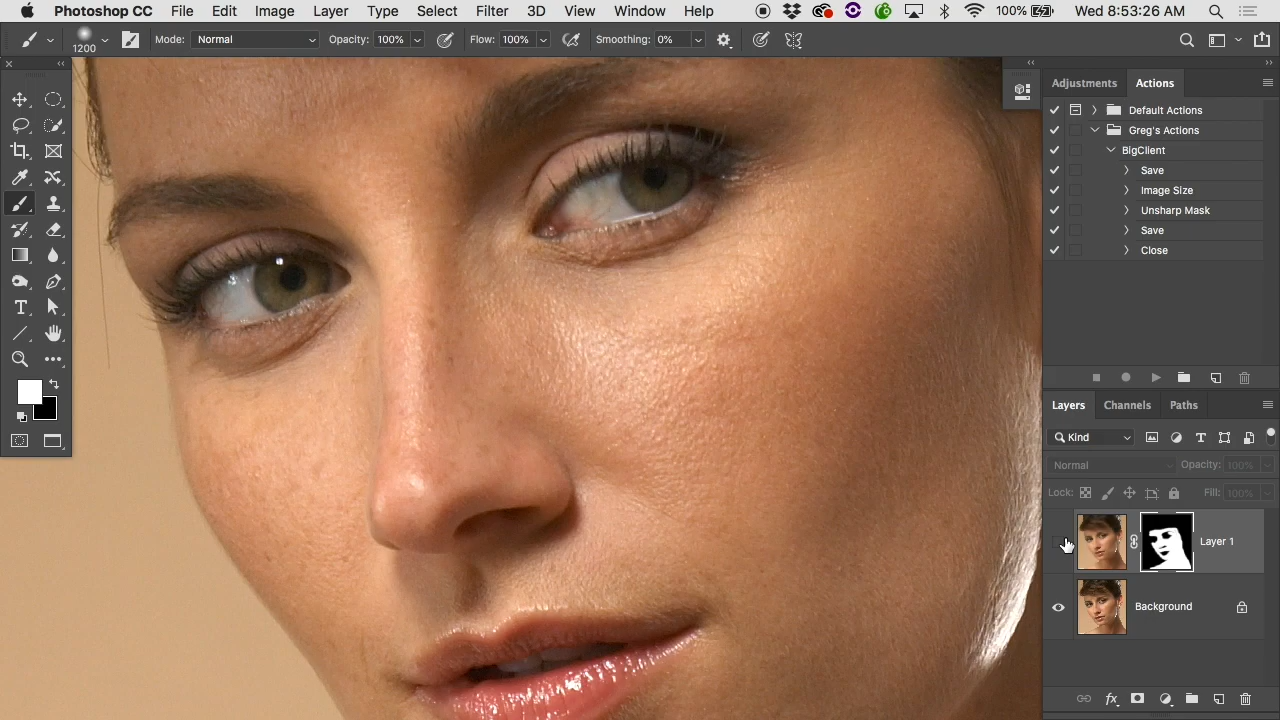 Photoshop CC File Edit Image Layer Type Select Filter 3D View Window Help 100% Wed 8:53:26 AM
1200 Mode: Normal Opacity: 100% Flow: 100% Smoothing: 0%
Adjustments Actions
Default Actions
Greg's Actions
BigClient
Save
Image Size
Unsharp Mask
Save
Close
Layers Channels Paths
Kind
Normal Opacity: 100%
Lock: Fill: 100%
Layer 1
Background